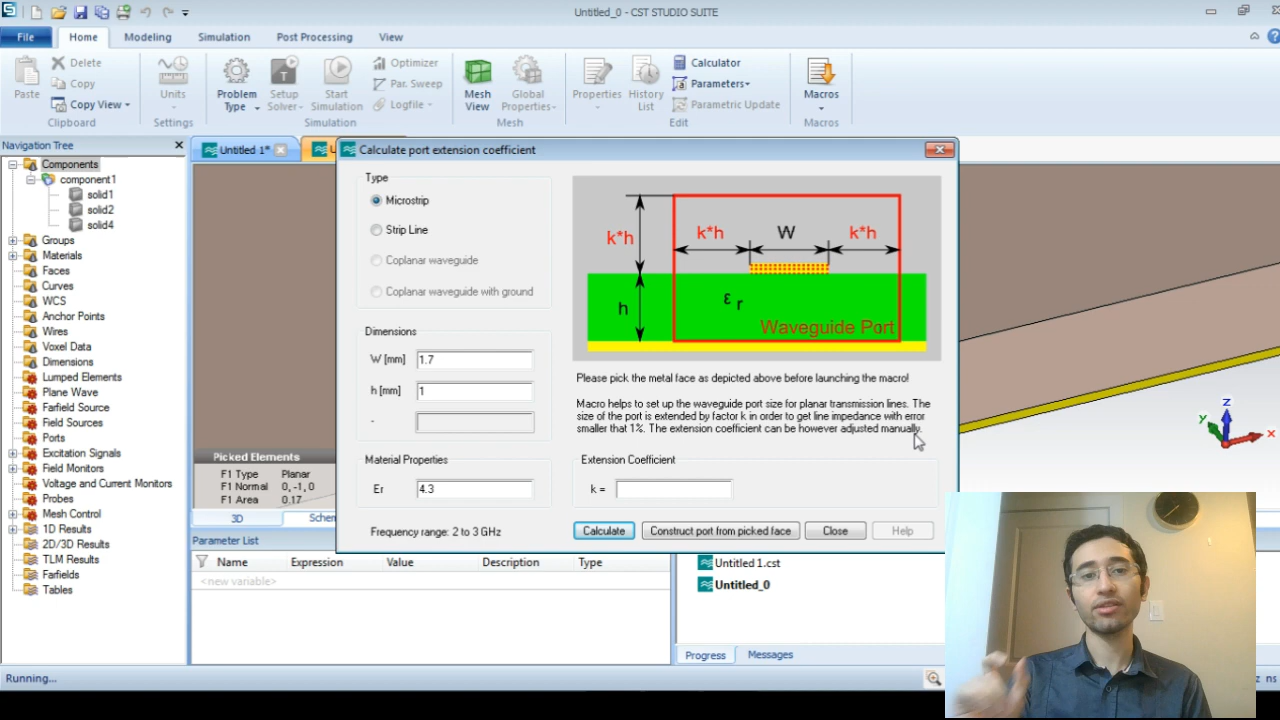 Untitled_0 - CST STUDIO SUITE
File Home Modeling Simulation Post Processing View
Paste
Delete
Copy
Copy View
Clipboard
Units
Settings
Problem Type
Setup Solver
Start Simulation
Optimizer
Par. Sweep
Logfile
Simulation
Mesh View
Global Properties
Mesh
Properties
History List
Calculator
Parameters
Parametric Update
Edit
Macros
Macros
Navigation Tree
Components
component1
solid1
solid2
solid4
Groups
Materials
Faces
Curves
WCS
Anchor Points
Wires
Voxel Data
Dimensions
Lumped Elements
Plane Wave
Farfield Source
Field Sources
Ports
Excitation Signals
Field Monitors
Voltage and Current Monitors
Probes
Mesh Control
1D Results
2D/3D Results
TLM Results
Farfields
Tables
Untitled 1*
Calculate port extension coefficient
Type
Microstrip
Strip Line
Coplanar waveguide
Coplanar waveguide with ground
Dimensions
W [mm] 1.7
h [mm] 1
-
Material Properties
Er 4.3
Frequency range: 2 to 3 GHz
k*h
k*h W k*h
h
εr
Waveguide Port
Please pick the metal face as depicted above before launching the macro!
Macro helps to set up the waveguide port size for planar transmission lines. The
size of the port is extended by factor k in order to get line impedance with error
smaller that 1%. The extension coefficient can be however adjusted manually.
Extension Coefficient
k =
Calculate Construct port from picked face Close Help
Picked Elements
F1 Type Planar
F1 Normal 0, -1, 0
F1 Area 0.17
3D
Parameter List
Name Expression Value Description Type
<new variable>
Untitled 1.cst
Untitled_0
Progress Messages
z
y
x
Running...
ns